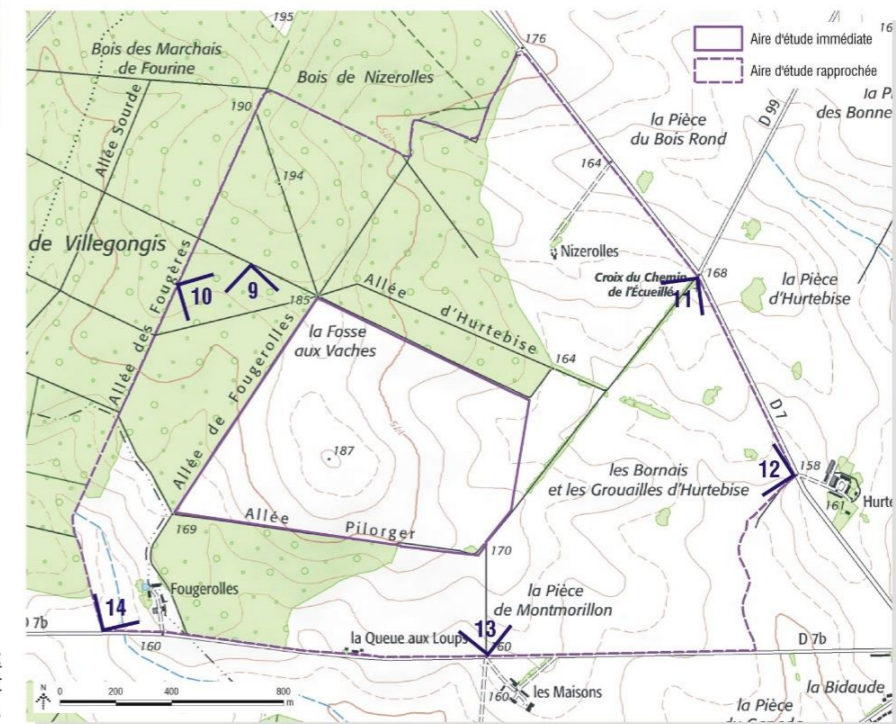 195
176
Aire d'étude immédiate
Aire d'étude rapprochée
Bois des Marchais
de Fourine
Bois de Nizerolles
190
Allée Sourde
194
175
la Pièce
du Bois Rond
D 99
des Bonne
164
de Villegongis
Nizerolles
Croix du Chemin
de l'Écueillé
168
11
la Pièce
d'Hurtebise
10
9
185
Allée des Fougères
Allée de Fougerolles
Allée
d'Hurtebise
la Fosse
aux Vaches
164
175
D 7
187
les Bornais
et les Grouailles d'Hurtebise
12
158
161
Hurte
169
Allée Pilorger
170
Fougerolles
la Pièce
de Montmorillon
14
13
7b
160
la Queue aux Loups
60
D 7b
160
les Maisons
la Bidaude
la Pièce
N
0 200 400 800
m